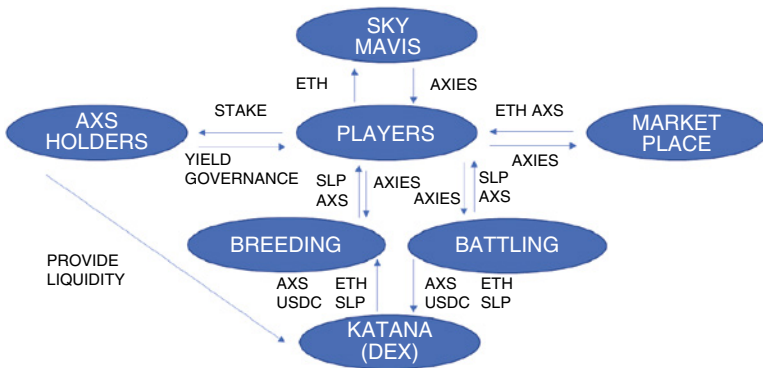 SKY
MAVIS
ETH
AXIES
STAKE
ETH AXS
AXS
HOLDERS
PLAYERS
MARKET
PLACE
YIELD
GOVERNANCE
AXIES
SLP
AXS
AXIES
AXIES
SLP
AXS
BREEDING
BATTLING
PROVIDE
LIQUIDITY
AXS
USDC
ETH
SLP
AXS
USDC
ETH
SLP
KATANA
(DEX)